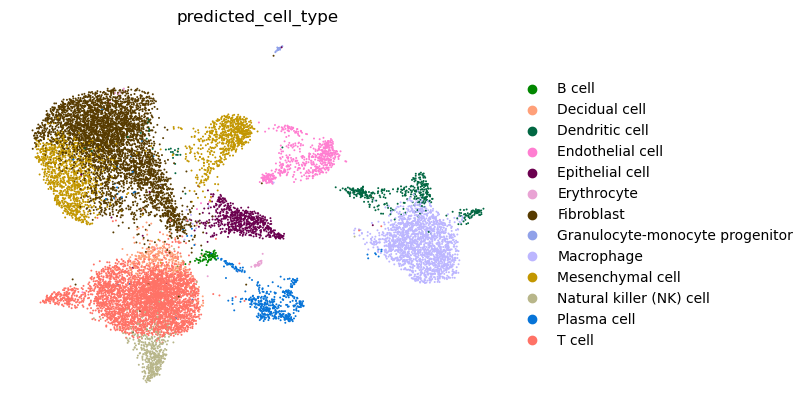 predicted_cell_type
B cell
Decidual cell
Dendritic cell
Endothelial cell
Epithelial cell
Erythrocyte
Fibroblast
Granulocyte-monocyte progenitor
Macrophage
Mesenchymal cell
Natural killer (NK) cell
Plasma cell
T cell